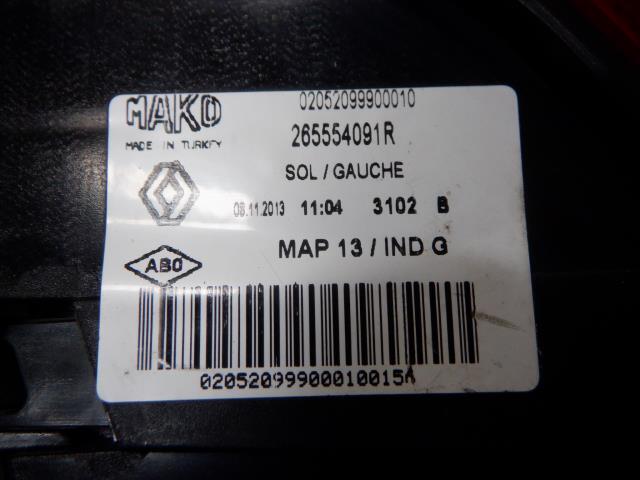 MAKO
MADE IN TURKEY
02052099900010
265554091R
SOL / GAUCHE
08.11.2013 11:04 3102 B
MAP 13 / IND G
ABO
02052099900010015A